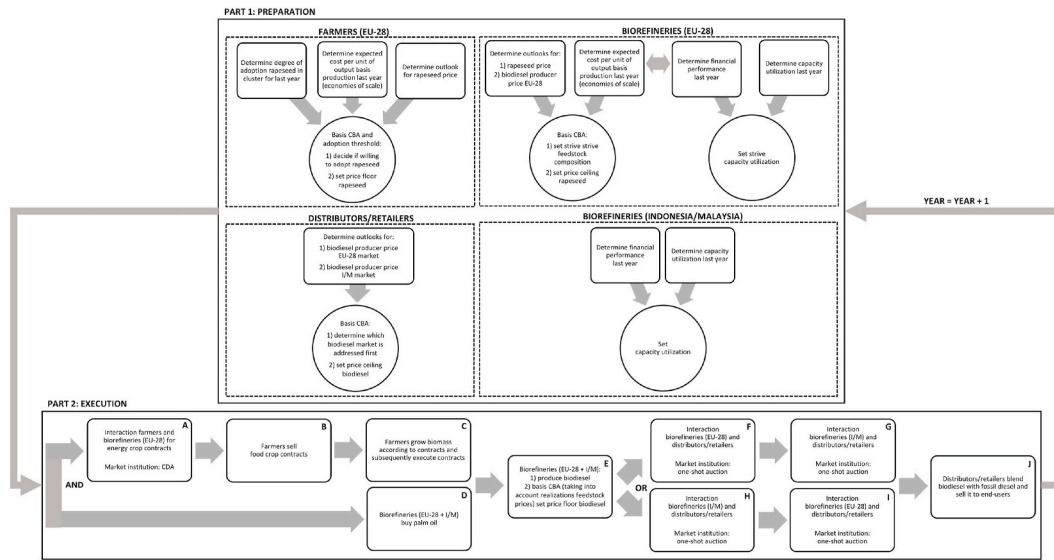 PART 1: PREPARATION
FARMERS (EU-28)
Determine degree of
adoption rapeseed in
cluster for last year
Determine expected
cost per unit of
output basis
production last year
(economies of scale)
Determine outlook
for rapeseed price
Basis CBA and
adoption threshold:
1) decide if willing
to adopt rapeseed
2) set price floor
rapeseed
BIOREFINERIES (EU-28)
Determine outlooks for:
1) rapeseed price
2) biodiesel producer
price EU-28
Determine expected
cost per unit of
output basis
production last year
(economies of scale)
Determine financial
performance
last year
Determine capacity
utilization last year
Basis CBA:
1) set strive strive
feedstock
composition
2) set price ceiling
rapeseed
Set strive
capacity utilization
DISTRIBUTORS/RETAILERS
Determine outlooks for:
1) biodiesel producer price
EU-28 market
2) biodiesel producer price
I/M market
Basis CBA:
1) determine which
biodiesel market is
addressed first
2) set price ceiling
biodiesel
BIOREFINERIES (INDONESIA/MALAYSIA)
Determine financial
performance
last year
Determine capacity
utilization last year
Set
capacity utilization
YEAR = YEAR + 1
PART 2: EXECUTION
AND
A
Interaction farmers and
biorefineries (EU-28) for
energy crop contracts
Market institution: CDA
B
Farmers sell
food crop contracts
C
Farmers grow biomass
according to contracts and
subsequently execute contracts
D
Biorefineries (EU-28 + I/M)
buy palm oil
E
Biorefineries (EU-28 + I/M):
1) produce biodiesel
2) basis CBA (taking into
account realizations feedstock
prices) set price floor biodiesel
OR
F
Interaction
biorefineries (EU-28) and
distributors/retailers
Market institution:
one-shot auction
G
Interaction
biorefineries (I/M) and
distributors/retailers
Market institution:
one-shot auction
H
Interaction
biorefineries (I/M) and
distributors/retailers
Market institution:
one-shot auction
I
Interaction
biorefineries (EU-28) and
distributors/retailers
Market institution:
one-shot auction
J
Distributors/retailers blend
biodiesel with fossil diesel and
sell it to end-users